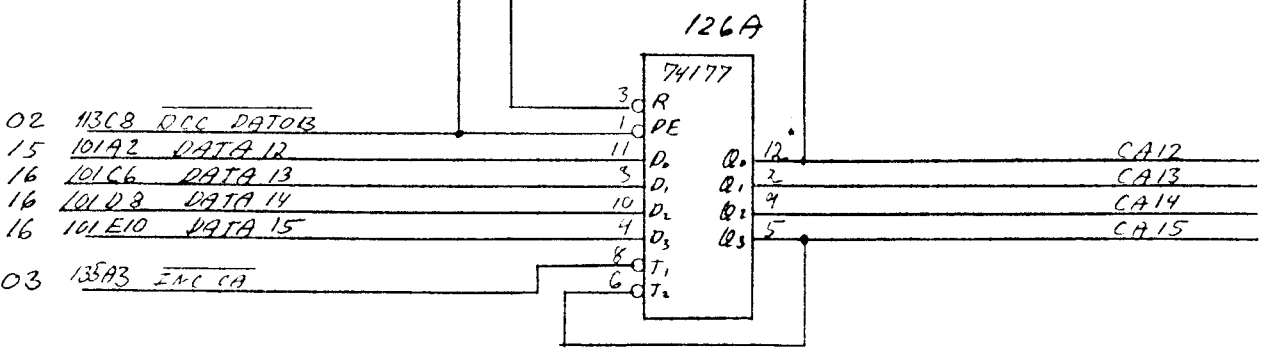 126A
74177
3 R
02 113C8 DCC DATOB 1 PE
15 101A2 DATA 12 11 D0 Q0 12 CA12
16 101C6 DATA 13 3 D1 Q1 2 CA13
16 101D8 DATA 14 10 D2 Q2 9 CA14
16 101E10 DATA 15 4 D3 Q3 5 CA15
03 135A3 INC CA 8 T1
6 T2